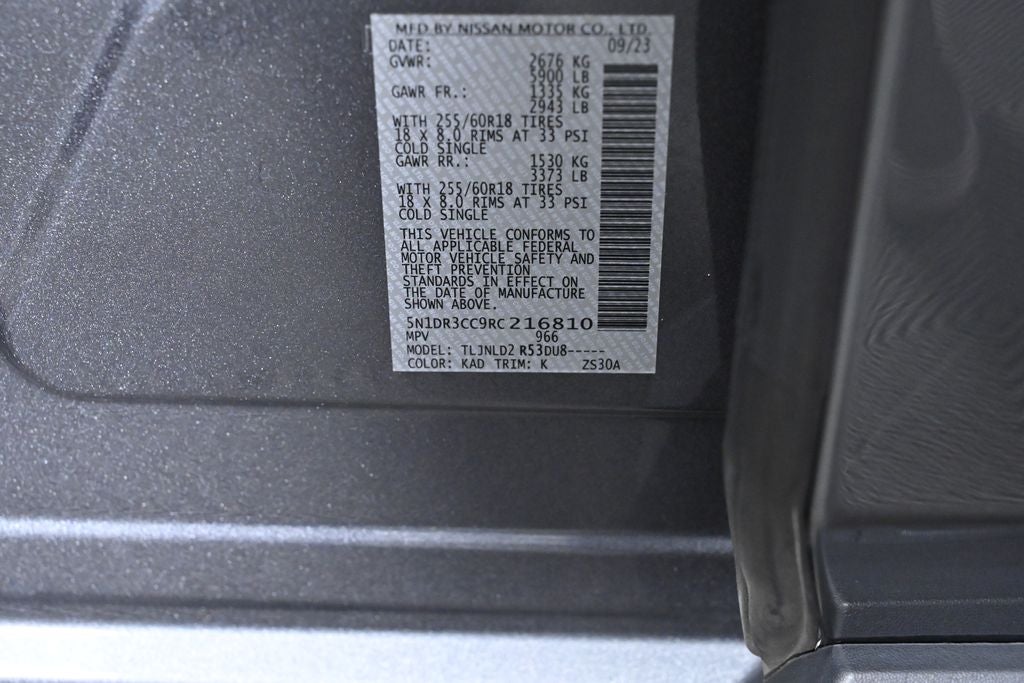 MFD BY NISSAN MOTOR CO., LTD.
DATE: 09/23
GVWR: 2676 KG
5900 LB
GAWR FR.: 1335 KG
2943 LB
WITH 255/60R18 TIRES
18 X 8.0 RIMS AT 33 PSI
COLD SINGLE
GAWR RR.: 1530 KG
3373 LB
WITH 255/60R18 TIRES
18 X 8.0 RIMS AT 33 PSI
COLD SINGLE
THIS VEHICLE CONFORMS TO
ALL APPLICABLE FEDERAL
MOTOR VEHICLE SAFETY AND
THEFT PREVENTION
STANDARDS IN EFFECT ON
THE DATE OF MANUFACTURE
SHOWN ABOVE.
5N1DR3CC9RC216810
MPV 966
MODEL: TLJNLD2 R53DU8-----
COLOR: KAD TRIM: K ZS30A